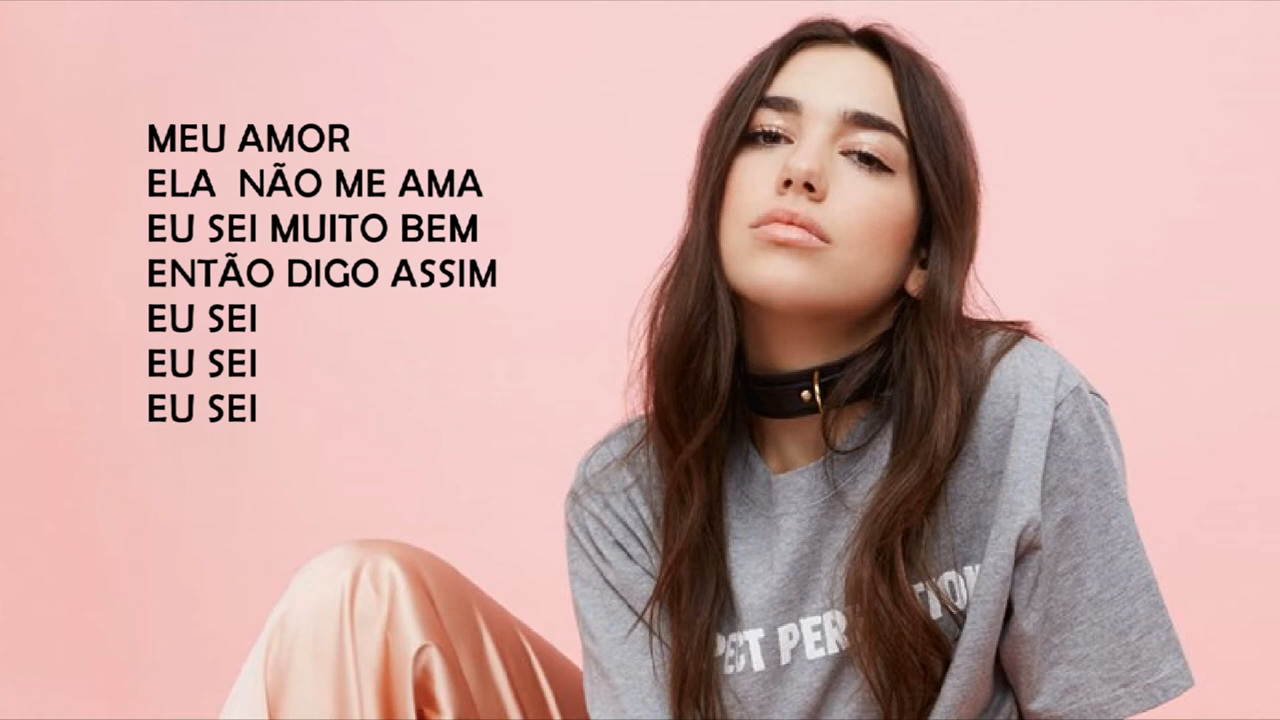 MEU AMOR
ELA NÃO ME AMA
EU SEI MUITO BEM
ENTÃO DIGO ASSIM
EU SEI
EU SEI
EU SEI